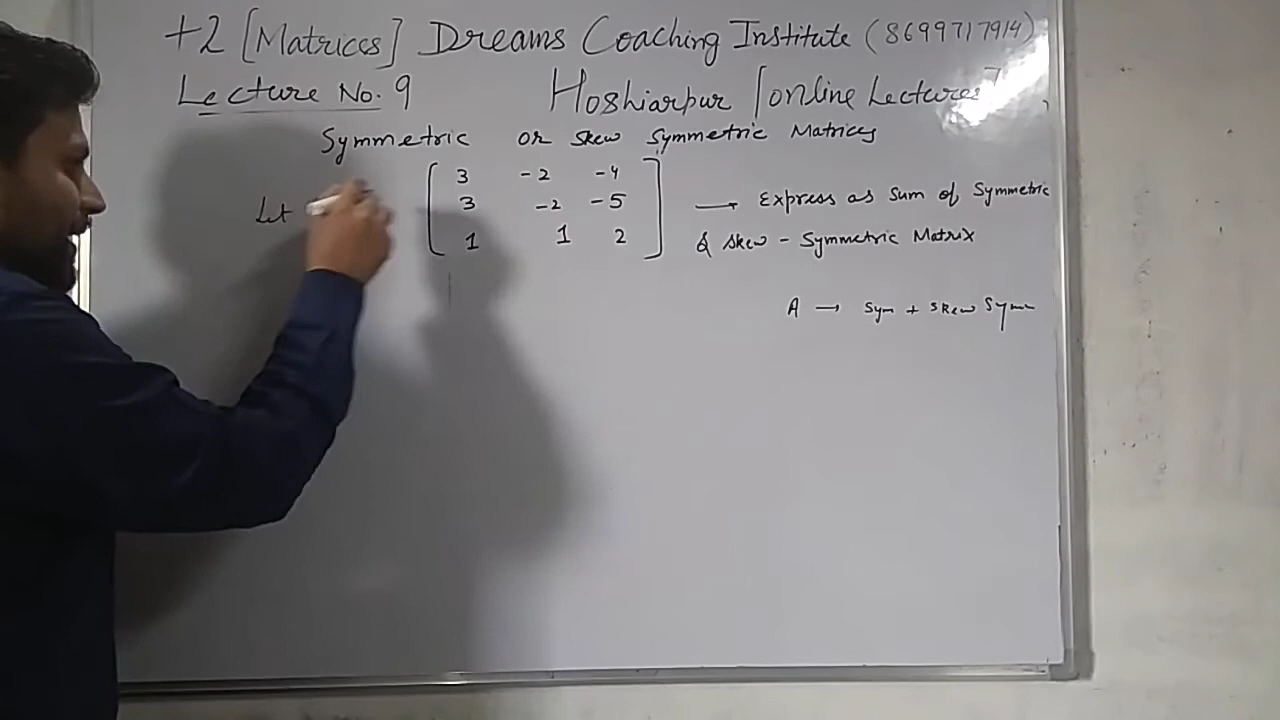 +2 [Matrices] Dreams Coaching Institute (8699717914)
Lecture No. 9 Hoshiarpur [online Lectures]
Symmetric or Skew Symmetric Matrices
3 -2 -4
Let 3 -2 -5 → Express as Sum of Symmetric
1 1 2 & Skew - Symmetric Matrix
A → Sym + Skew Symm